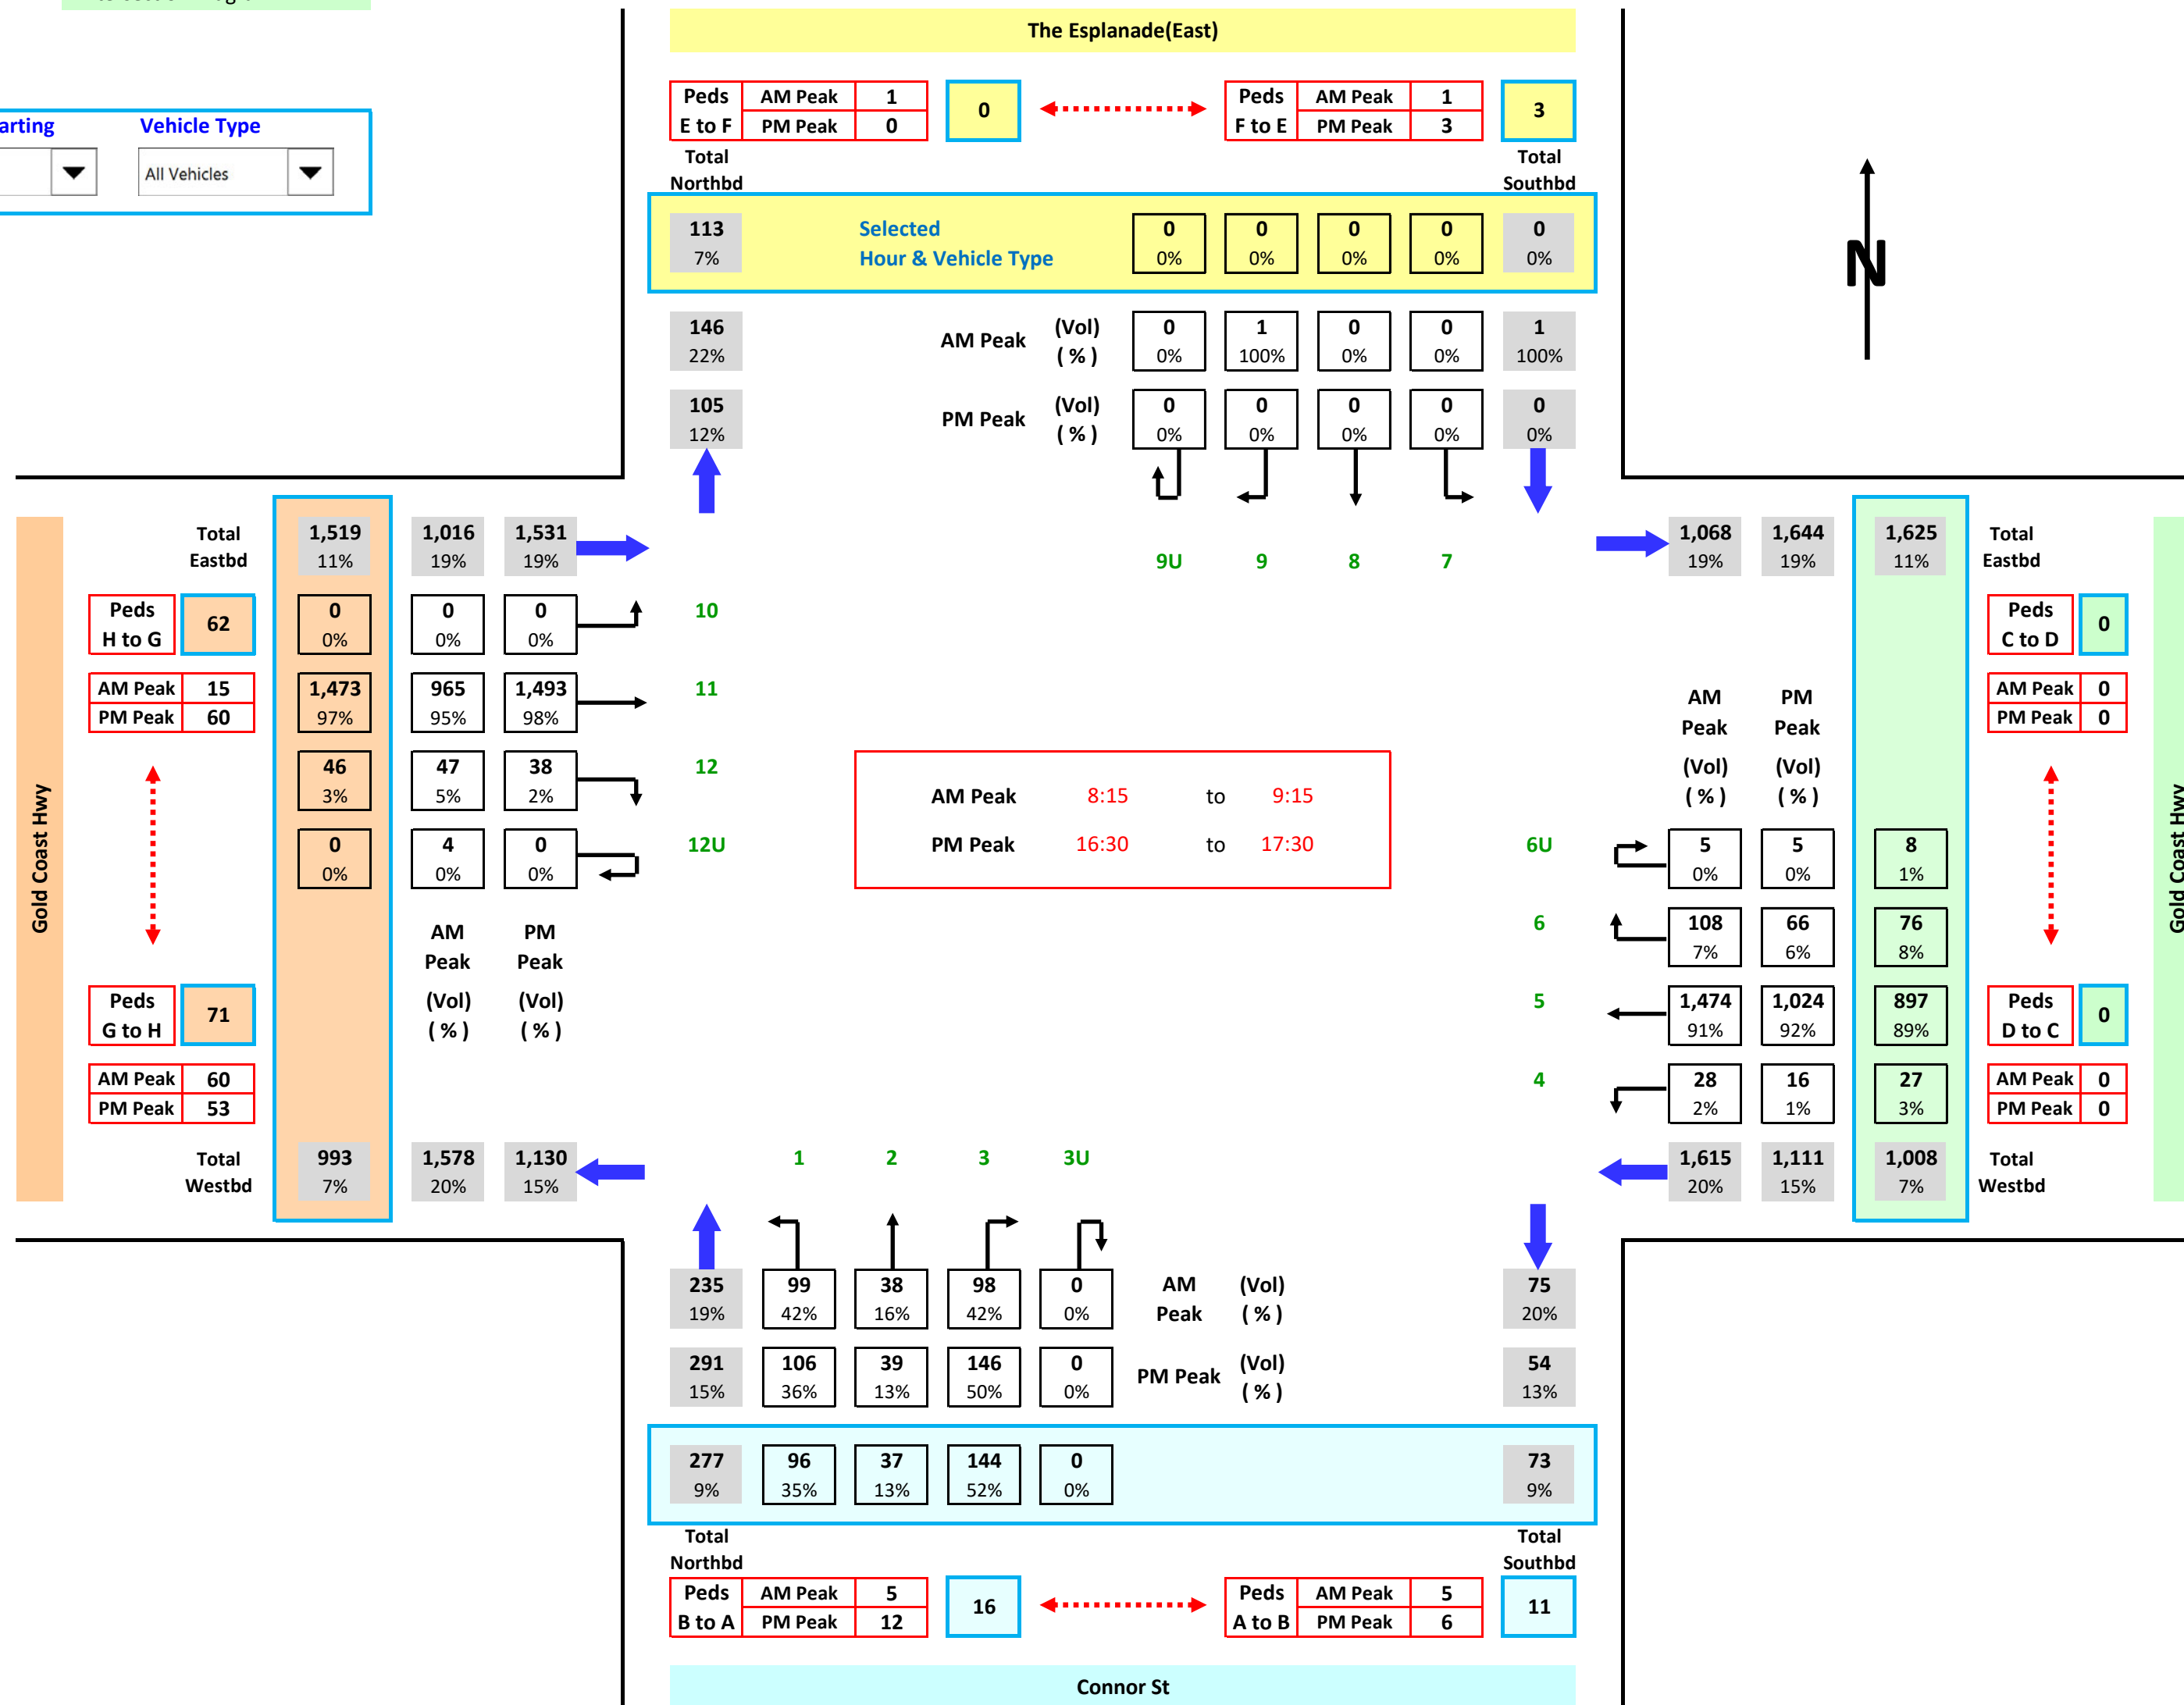 The Esplanade(East)
arting Vehicle Type
All Vehicles
Peds AM Peak 1 0 Peds AM Peak 1 3
E to F PM Peak 0 F to E PM Peak 3
Total Total
Northbd Southbd
113 Selected 0 0 0 0 0
7% Hour & Vehicle Type 0% 0% 0% 0% 0%
146 AM Peak (Vol) 0 1 0 0 1
22% ( % ) 0% 100% 0% 0% 100%
105 PM Peak (Vol) 0 0 0 0 0
12% ( % ) 0% 0% 0% 0% 0%
N
Total 1,519 1,016 1,531 1,068 1,644 1,625 Total
Eastbd 11% 19% 19% 9U 9 8 7 19% 19% 11% Eastbd
Peds 62 0 0 0 10 Peds 0
H to G 0% 0% 0% C to D
AM Peak 15 1,473 965 1,493 11 AM PM AM Peak 0
PM Peak 60 97% 95% 98% Peak Peak PM Peak 0
46 47 38 12 (Vol) (Vol)
3% 5% 2% ( % ) ( % )
AM Peak 8:15 to 9:15
PM Peak 16:30 to 17:30
Gold Coast Hwy
Gold Coast Hwy
0 4 0 12U 6U 5 5 8
0% 0% 0% 0% 0% 1%
AM PM 6 108 66 76
Peak Peak 7% 6% 8%
Peds 71 (Vol) (Vol) 5 1,474 1,024 897 Peds 0
G to H ( % ) ( % ) 91% 92% 89% D to C
AM Peak 60 4 28 16 27 AM Peak 0
PM Peak 53 2% 1% 3% PM Peak 0
Total 993 1,578 1,130 1 2 3 3U 1,615 1,111 1,008 Total
Westbd 7% 20% 15% 20% 15% 7% Westbd
235 99 38 98 0 AM (Vol) 75
19% 42% 16% 42% 0% Peak ( % ) 20%
291 106 39 146 0 PM Peak (Vol) 54
15% 36% 13% 50% 0% ( % ) 13%
277 96 37 144 0 73
9% 35% 13% 52% 0% 9%
Total Total
Northbd Southbd
Peds AM Peak 5 16 Peds AM Peak 5 11
B to A PM Peak 12 A to B PM Peak 6
Connor St